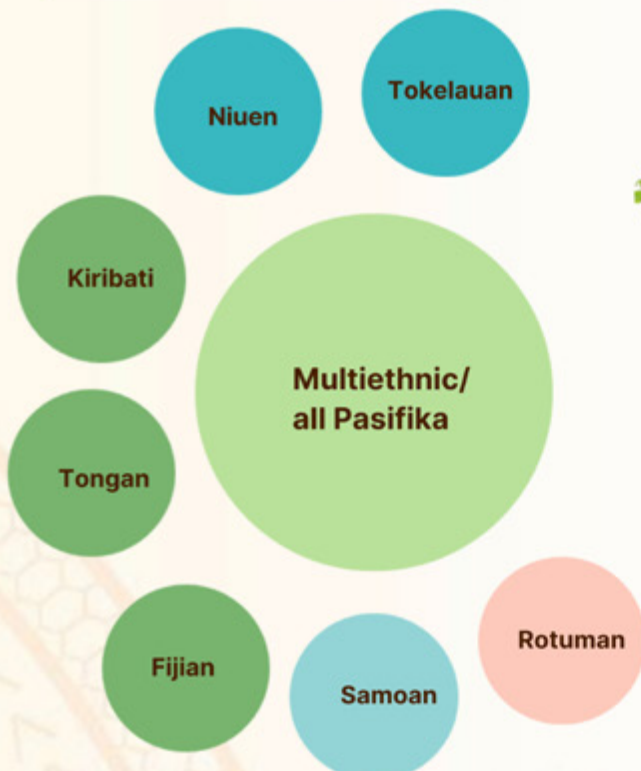 Niuen
Tokelauan
Kiribati
Multiethnic/
all Pasifika
Tongan
Fijian
Samoan
Rotuman